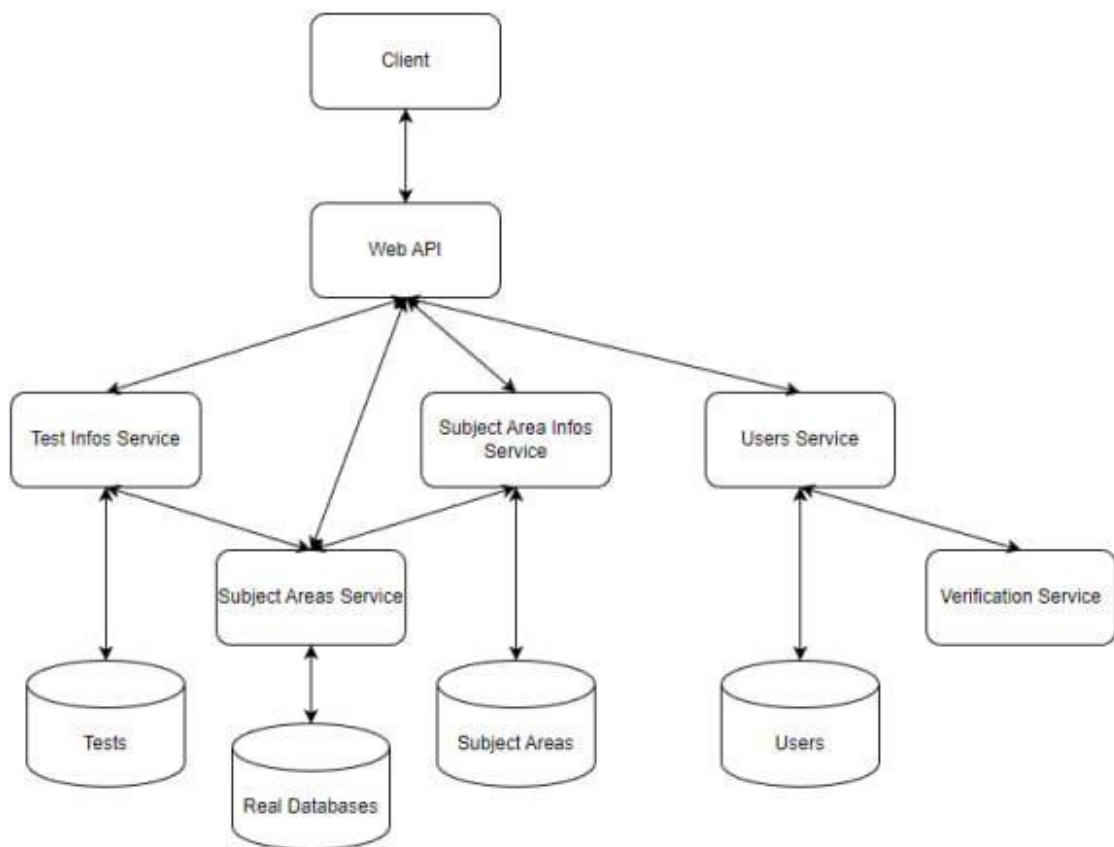 Client
Web API
Test Infos Service
Subject Area Infos
Service
Users Service
Subject Areas Service
Verification Service
Tests
Subject Areas
Users
Real Databases